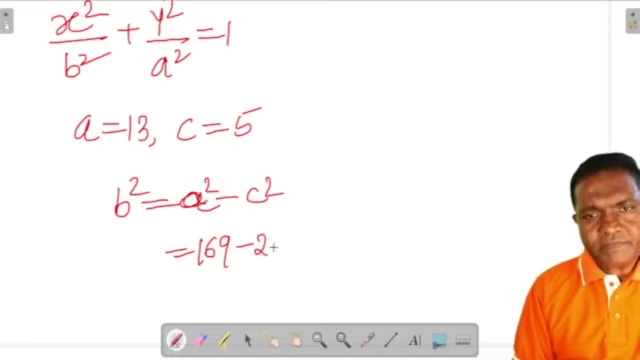 x²/b² + y²/a² = 1
a = 13, c = 5
b² = a² - c²
= 169 - 2